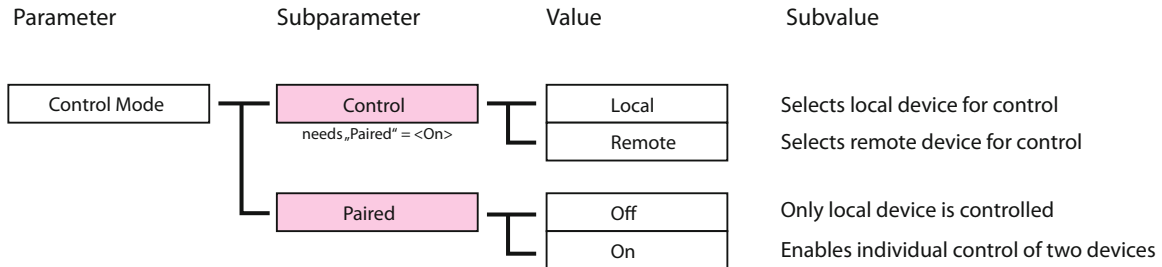 Parameter Subparameter Value Subvalue
Control Mode Control Local Selects local device for control
needs „Paired“ = <On> Remote Selects remote device for control
Paired Off Only local device is controlled
On Enables individual control of two devices